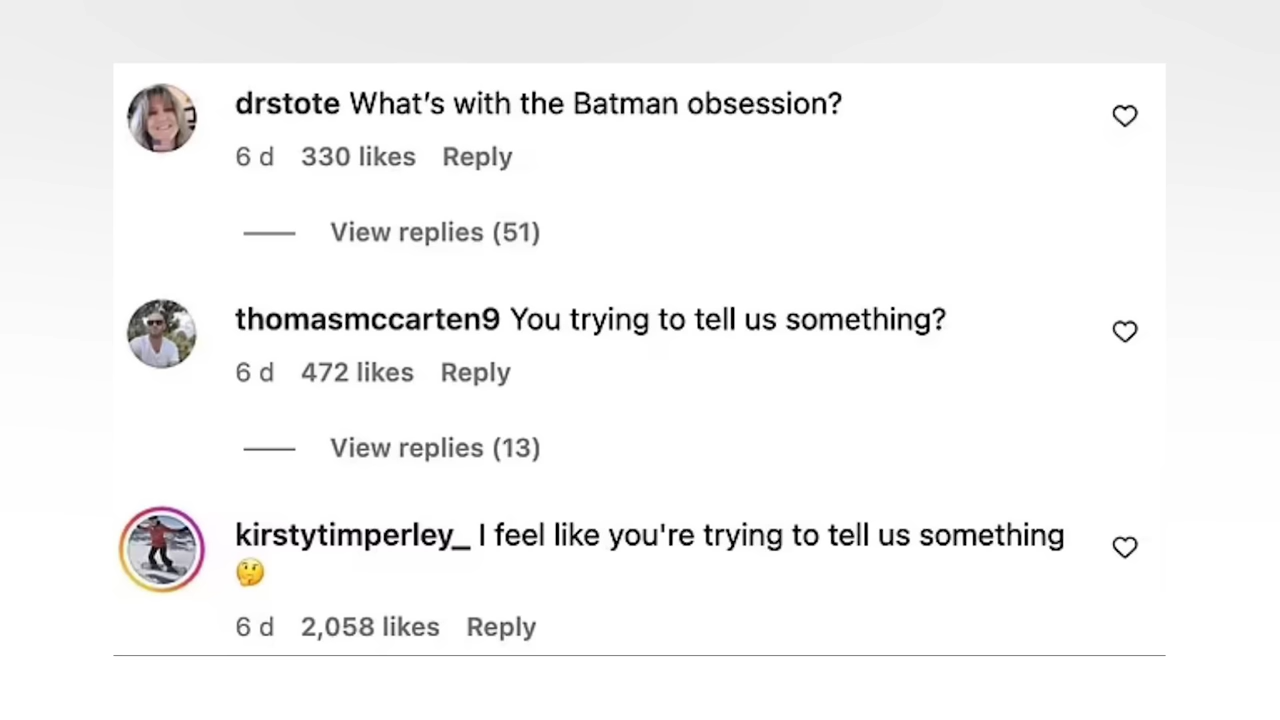 drstote What’s with the Batman obsession?
6 d 330 likes Reply
View replies (51)
thomasmccarten9 You trying to tell us something?
6 d 472 likes Reply
View replies (13)
kirstytimperley_ I feel like you're trying to tell us something
🤔
6 d 2,058 likes Reply